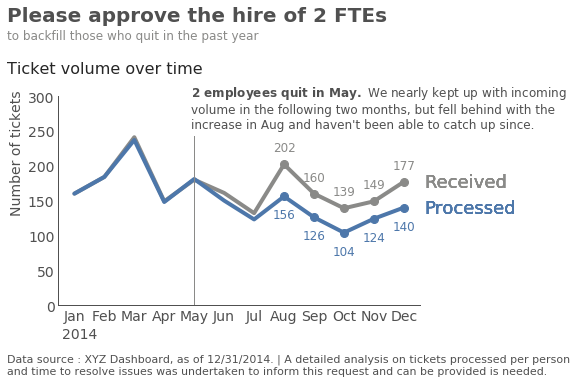 Please approve the hire of 2 FTEs
to backfill those who quit in the past year
Ticket volume over time
2 employees quit in May. We nearly kept up with incoming
volume in the following two months, but fell behind with the
increase in Aug and haven't been able to catch up since.
Number of tickets
300
250
200
150
100
50
0
202
160
139
149
177
156
126
104
124
140
Received
Processed
Jan Feb Mar Apr May Jun Jul Aug Sep Oct Nov Dec
2014
Data source : XYZ Dashboard, as of 12/31/2014. | A detailed analysis on tickets processed per person
and time to resolve issues was undertaken to inform this request and can be provided is needed.